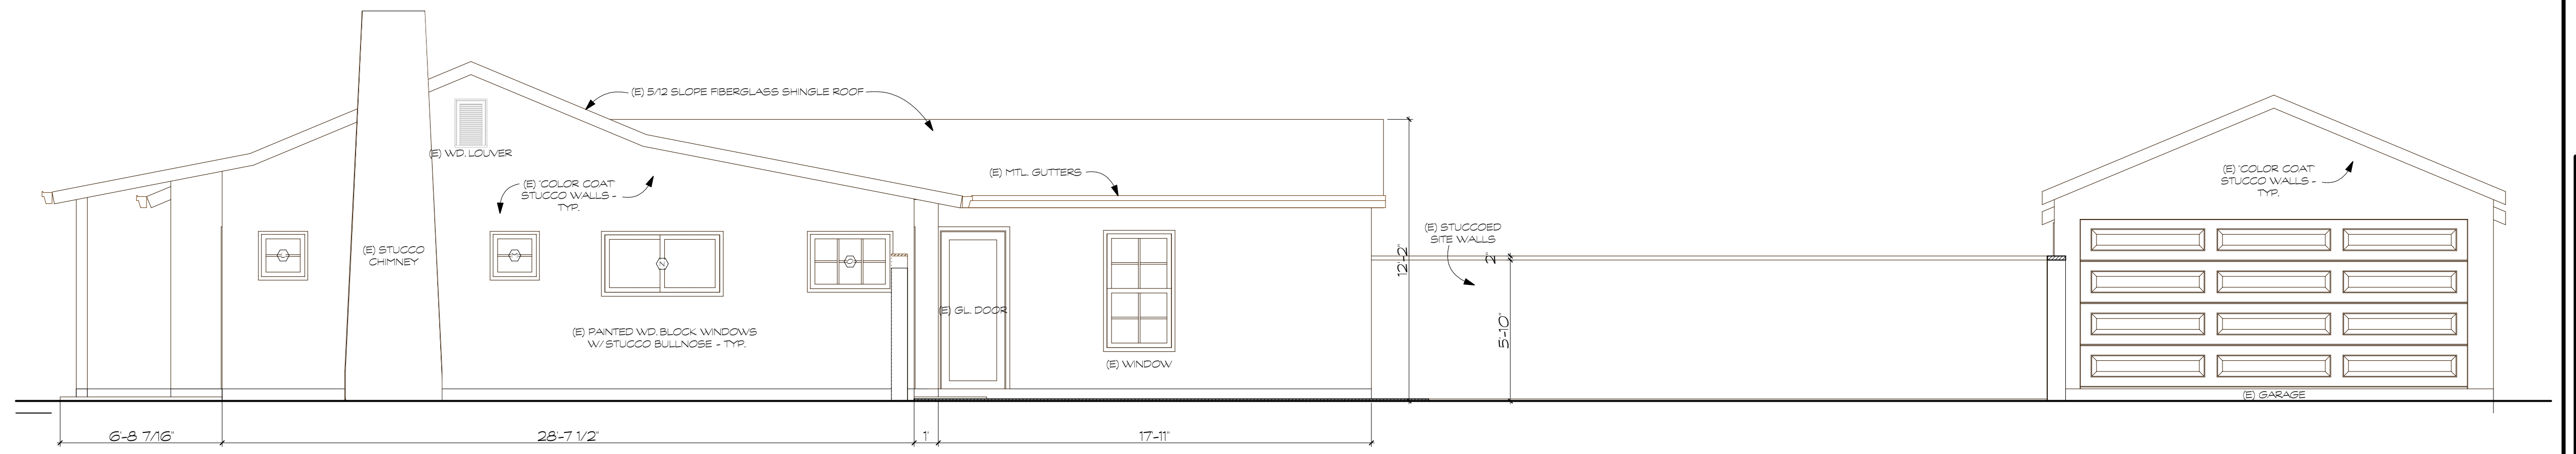 (E) 5/12 SLOPE FIBERGLASS SHINGLE ROOF
(E) WD. LOUVER
(E) "COLOR COAT"
STUCCO WALLS -
TYP.
(E) MTL. GUTTERS
(E) "COLOR COAT"
STUCCO WALLS -
TYP.
(E) STUCCO
CHIMNEY
L
M
N
O
(E) STUCCOED
SITE WALLS
12'-2"
2"
5'-10"
(E) GL. DOOR
(E) PAINTED WD. BLOCK WINDOWS
W/ STUCCO BULLNOSE - TYP.
(E) WINDOW
(E) GARAGE
6'-8 7/16"
28'-7 1/2"
1'
17'-11"